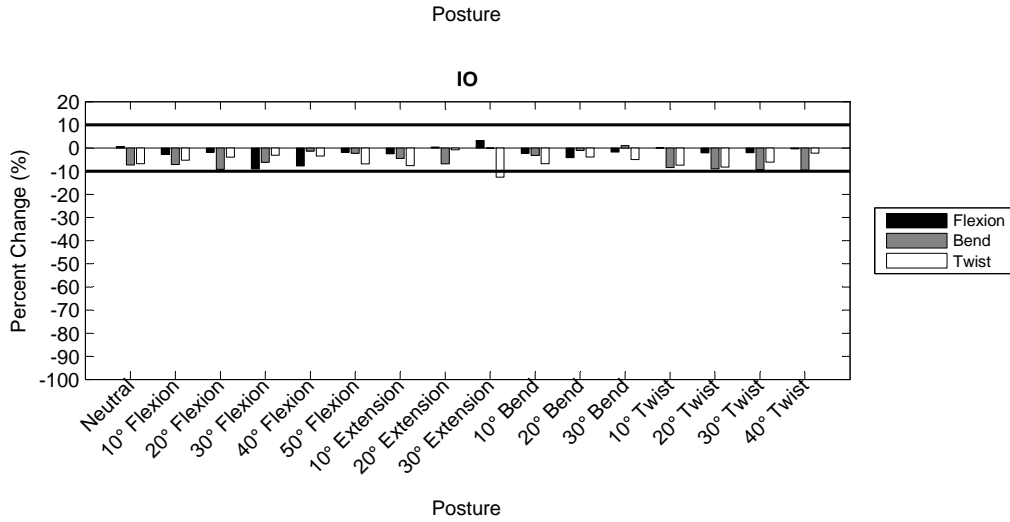 Posture
IO
20
10
0
-10
-20
-30
-40
-50
-60
-70
-80
-90
-100
Percent Change (%)
Neutral
10° Flexion
20° Flexion
30° Flexion
40° Flexion
50° Flexion
10° Extension
20° Extension
30° Extension
10° Bend
20° Bend
30° Bend
10° Twist
20° Twist
30° Twist
40° Twist
Posture
Flexion
Bend
Twist